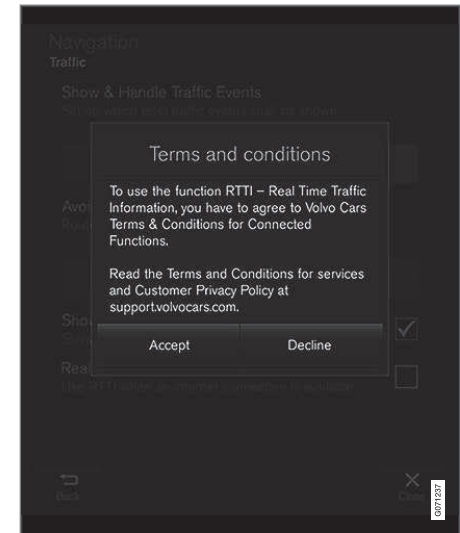 Navigation
Traffic
Show & Handle Traffic Events
Terms and conditions
To use the function RTTI – Real Time Traffic
Information, you have to agree to Volvo Cars
Terms & Conditions for Connected
Functions.
Read the Terms and Conditions for services
and Customer Privacy Policy at
support.volvocars.com.
Accept
Decline
Back
Close
G071237